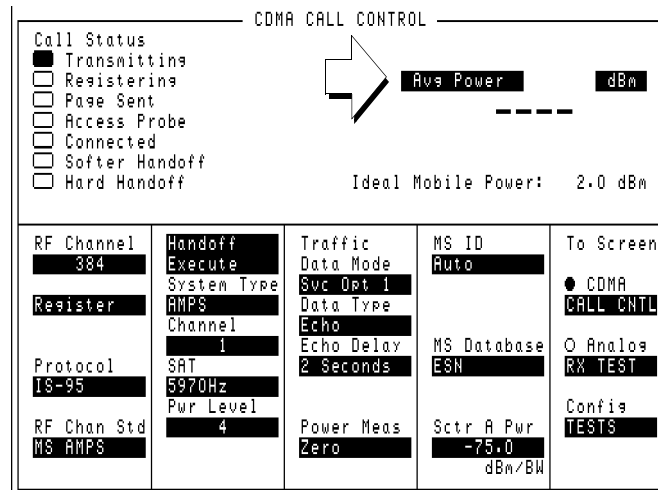 CDMA CALL CONTROL
Call Status
Transmitting
Registering
Page Sent
Access Probe
Connected
Softer Handoff
Hard Handoff
Avg Power
dBm
----
Ideal Mobile Power: 2.0 dBm
RF Channel
384
Register
Protocol
IS-95
RF Chan Std
MS AMPS
Handoff
Execute
System Type
AMPS
Channel
1
SAT
5970Hz
Pwr Level
4
Traffic
Data Mode
Svc Opt 1
Data Type
Echo
Echo Delay
2 Seconds
Power Meas
Zero
MS ID
Auto
MS Database
ESN
Sctr A Pwr
-75.0
dBm/BW
To Screen
CDMA
CALL CNTL
Analog
RX TEST
Config
TESTS